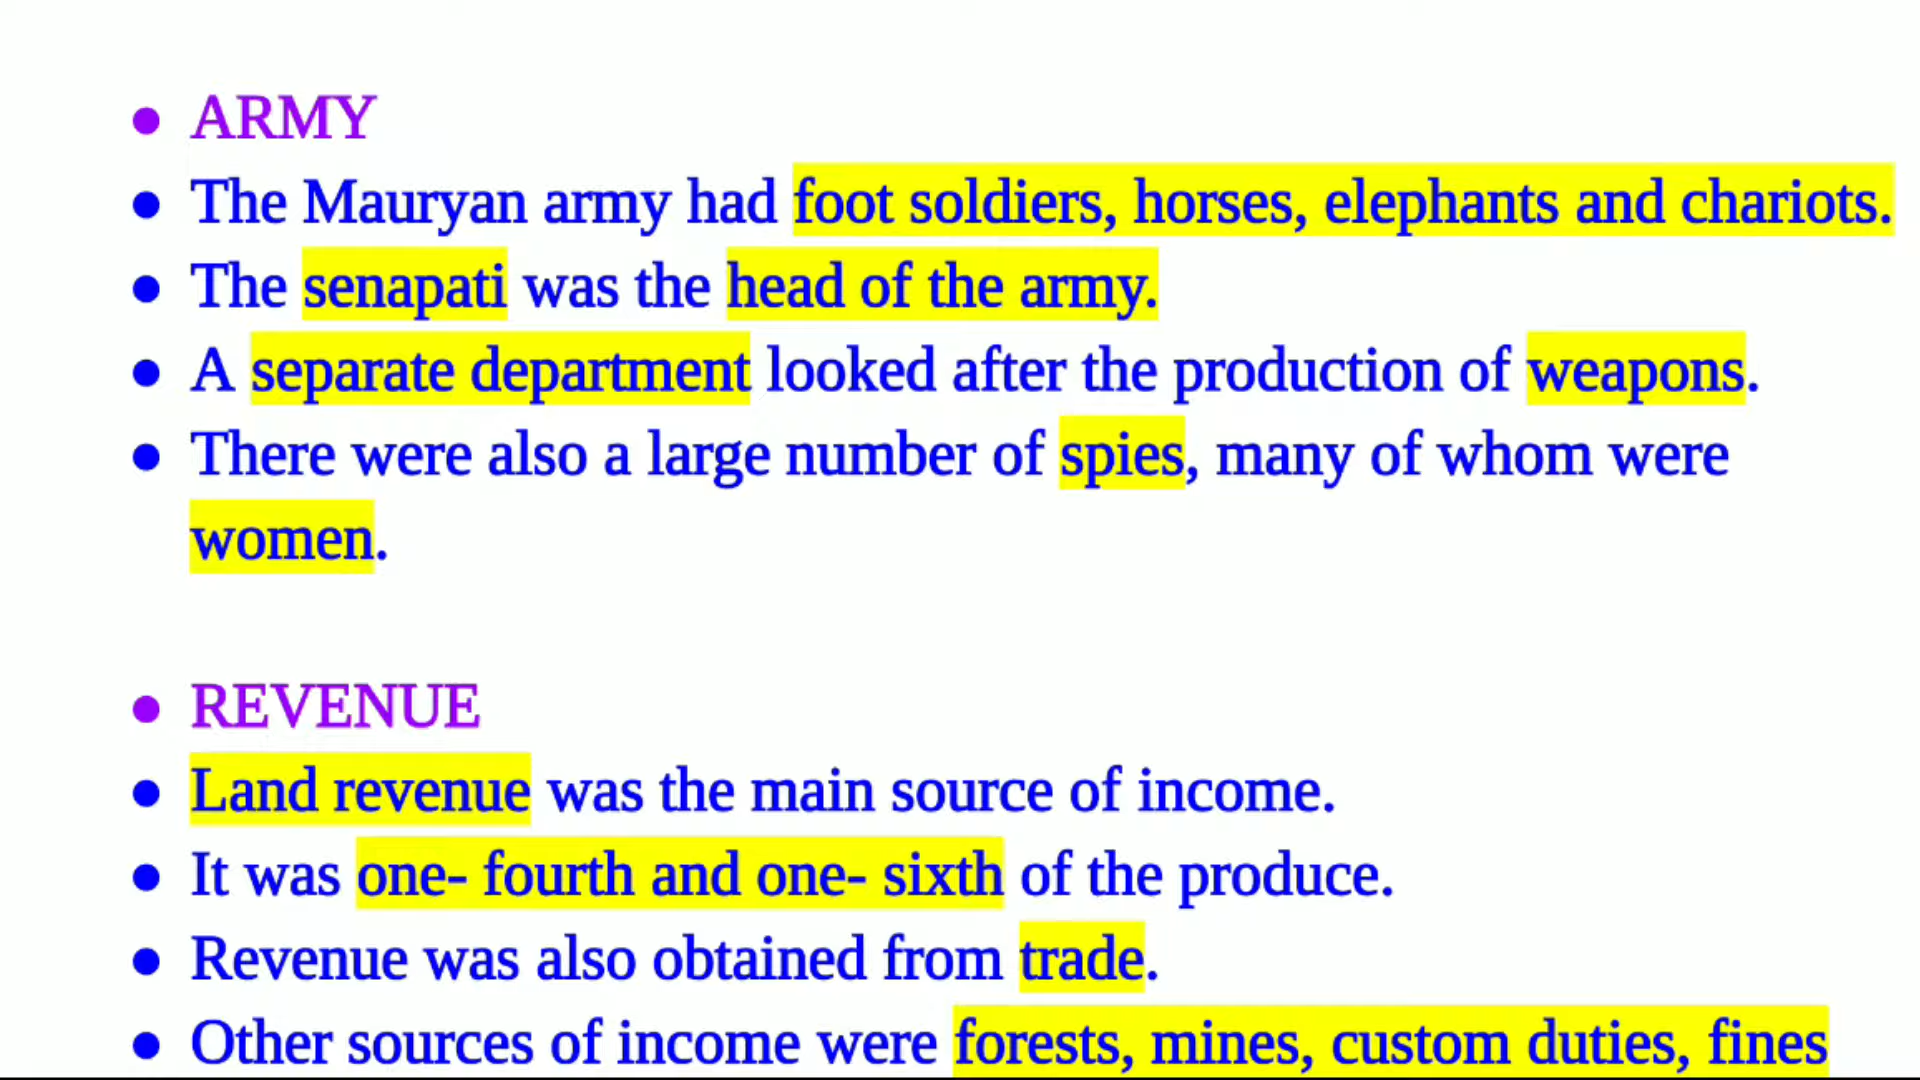 ● ARMY
● The Mauryan army had foot soldiers, horses, elephants and chariots.
● The senapati was the head of the army.
● A separate department looked after the production of weapons.
● There were also a large number of spies, many of whom were
women.
● REVENUE
● Land revenue was the main source of income.
● It was one- fourth and one- sixth of the produce.
● Revenue was also obtained from trade.
● Other sources of income were forests, mines, custom duties, fines